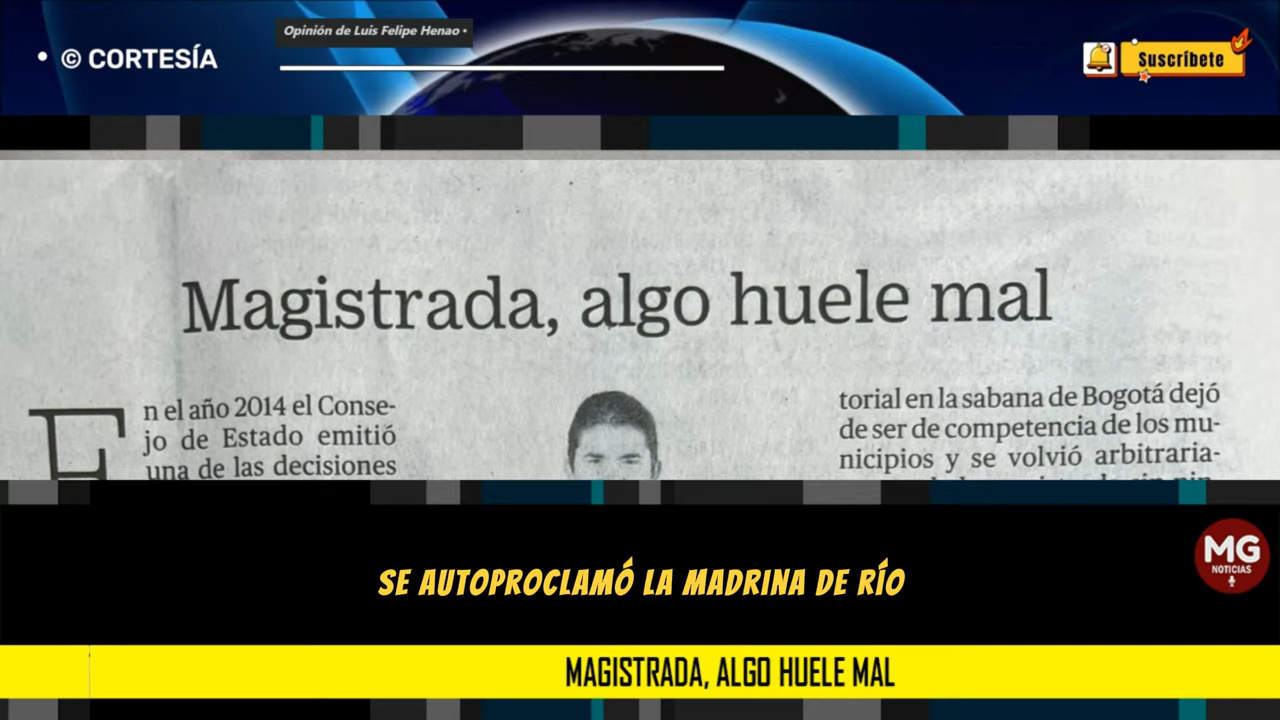 Opinión de Luis Felipe Henao •
• © CORTESÍA
Suscríbete
Magistrada, algo huele mal
En el año 2014 el Conse-
jo de Estado emitió
una de las decisiones
torial en la sabana de Bogotá dejó
de ser de competencia de los mu-
nicipios y se volvió arbitraria-
SE AUTOPROCLAMÓ LA MADRINA DE RÍO
MG
NOTICIAS
MAGISTRADA, ALGO HUELE MAL